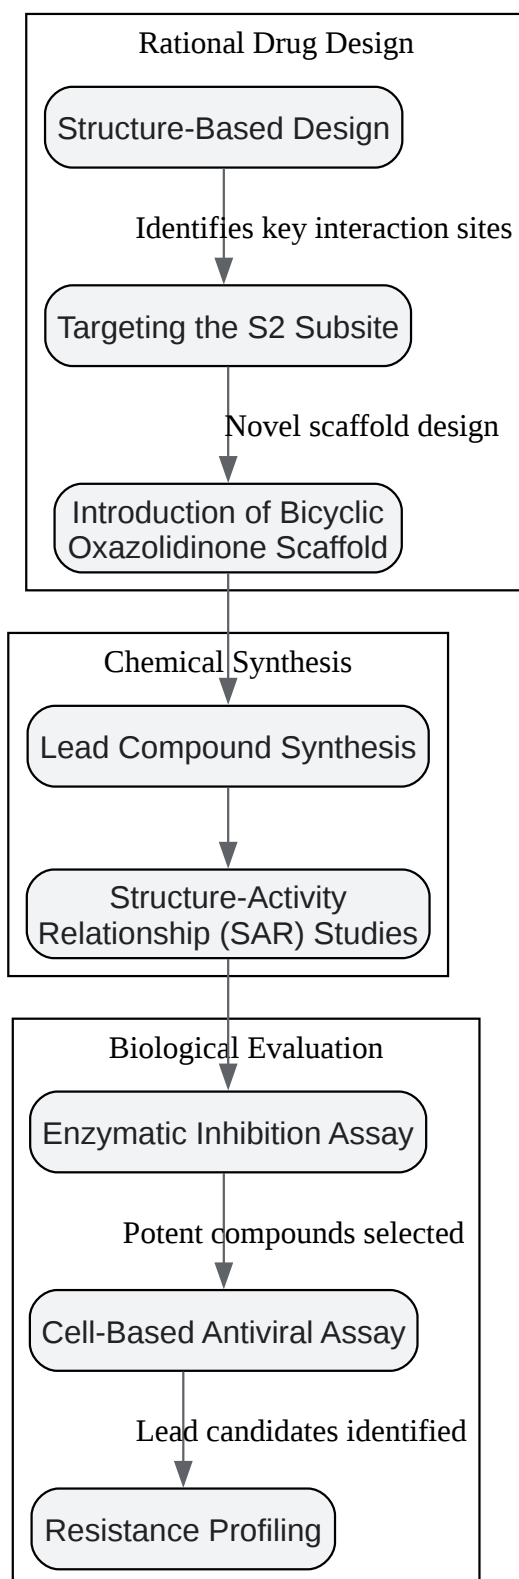 Rational Drug Design
Structure-Based Design
Identifies key interaction sites
Targeting the S2 Subsite
Novel scaffold design
Introduction of Bicyclic
Oxazolidinone Scaffold
Chemical Synthesis
Lead Compound Synthesis
Structure-Activity
Relationship (SAR) Studies
Biological Evaluation
Enzymatic Inhibition Assay
Potent compounds selected
Cell-Based Antiviral Assay
Lead candidates identified
Resistance Profiling